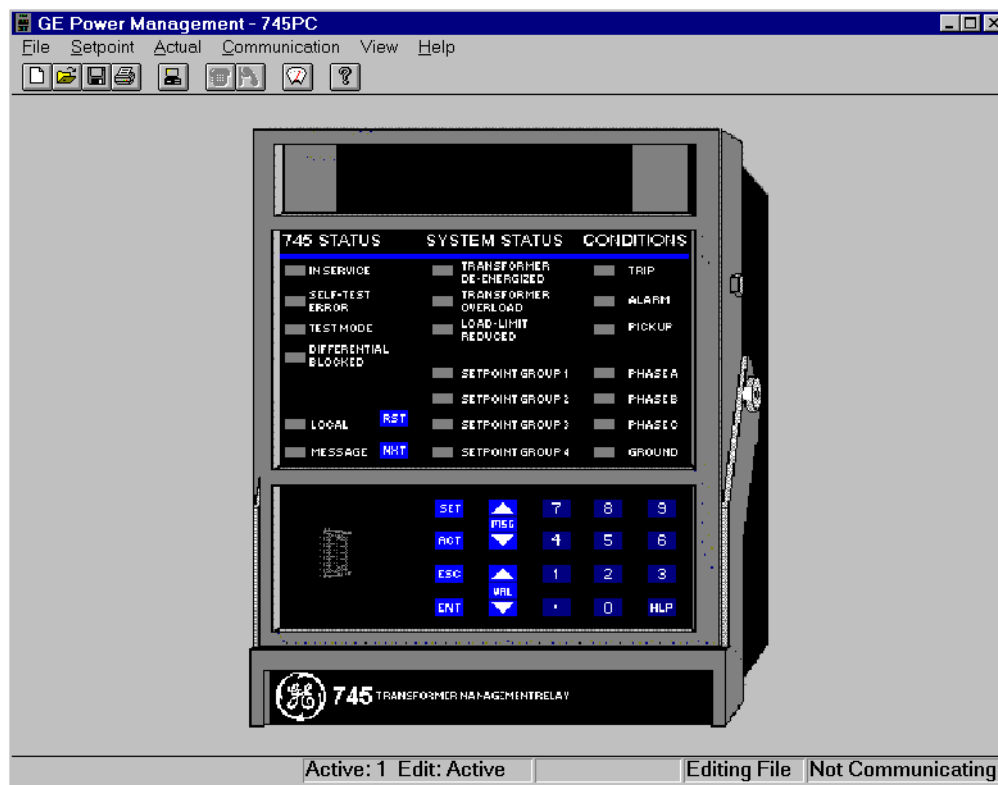 GE Power Management - 745PC
File Setpoint Actual Communication View Help
745 STATUS SYSTEM STATUS CONDITIONS
IN SERVICE TRANSFORMER DE-ENERGIZED TRIP
SELF-TEST ERROR TRANSFORMER OVERLOAD ALARM
TEST MODE LOAD-LIMIT REDUCED PICKUP
DIFFERENTIAL BLOCKED
SETPOINT GROUP 1 PHASE A
SETPOINT GROUP 2 PHASE B
LOCAL RST SETPOINT GROUP 3 PHASE C
MESSAGE NXT SETPOINT GROUP 4 GROUND
SET MSG 7 8 9
ACT 4 5 6
ESC VAL 1 2 3
ENT . 0 HLP
GE 745 TRANSFORMER MANAGEMENT RELAY
Active: 1 Edit: Active Editing File Not Communicating